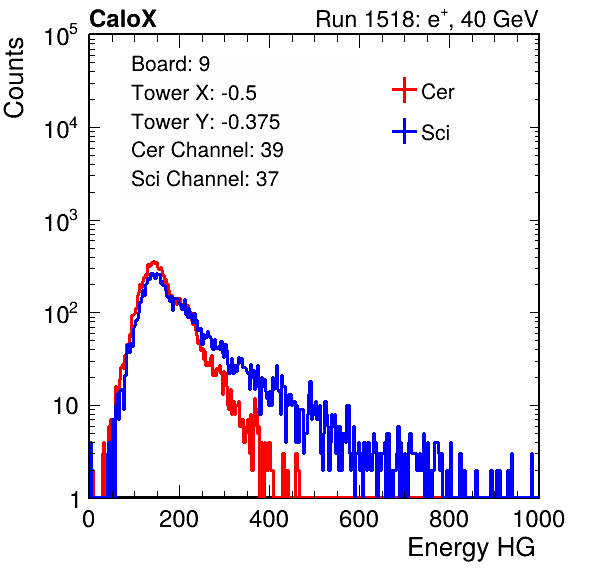 CaloX Run 1518: e⁺, 40 GeV
Board: 9
Tower X: -0.5
Tower Y: -0.375
Cer Channel: 39
Sci Channel: 37
Cer
Sci
Counts
10⁵
10⁴
10³
10²
10
1
0 200 400 600 800 1000
Energy HG